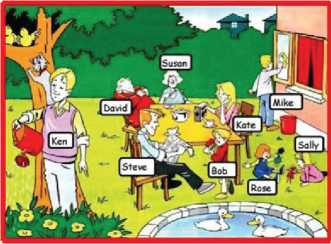 Susan
David
Mike
Kate
Ken
Sally
Steve
Bob
Rose